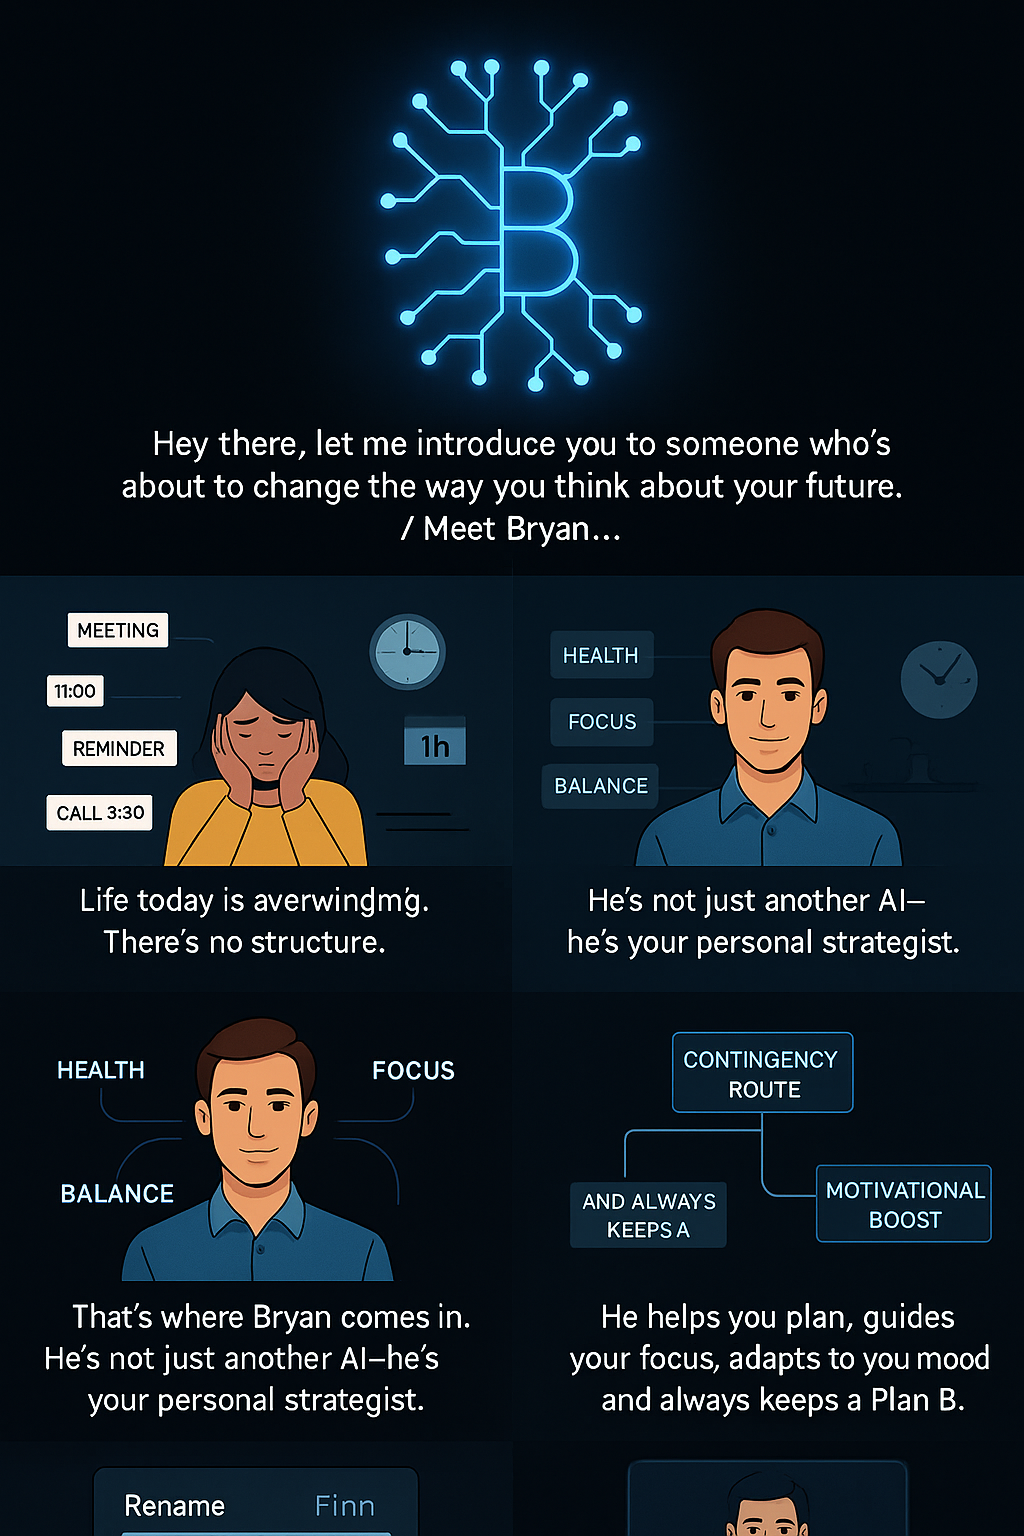 B
Hey there, let me introduce you to someone who's
about to change the way you think about your future.
/ Meet Bryan...
MEETING
11:00
REMINDER
CALL 3:30
1h
Life today is averwingm'g.
There's no structure.
HEALTH
FOCUS
BALANCE
He's not just another AI–
he's your personal strategist.
HEALTH
FOCUS
BALANCE
That's where Bryan comes in.
He's not just another AI–he's
your personal strategist.
CONTINGENCY
ROUTE
AND ALWAYS
KEEPS A
MOTIVATIONAL
BOOST
He helps you plan, guides
your focus, adapts to you mood
and always keeps a Plan B.
Rename Finn